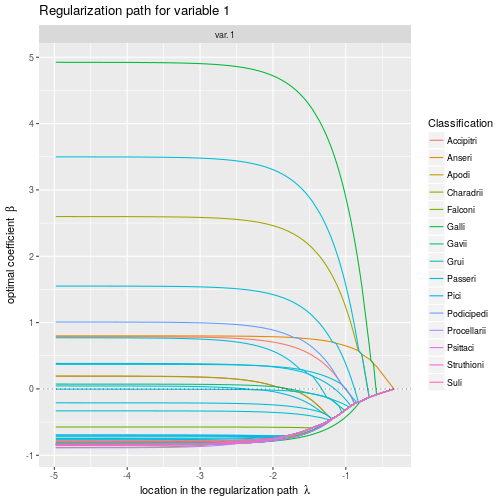 Regularization path for variable 1
var. 1
5
4
3
2
1
0
-1
optimal coefficient β
-5
-4
-3
-2
-1
location in the regularization path λ
Classification
Accipitri
Anseri
Apodi
Charadrii
Falconi
Galli
Gavii
Grui
Passeri
Pici
Podicipedi
Procellarii
Psittaci
Struthioni
Suli